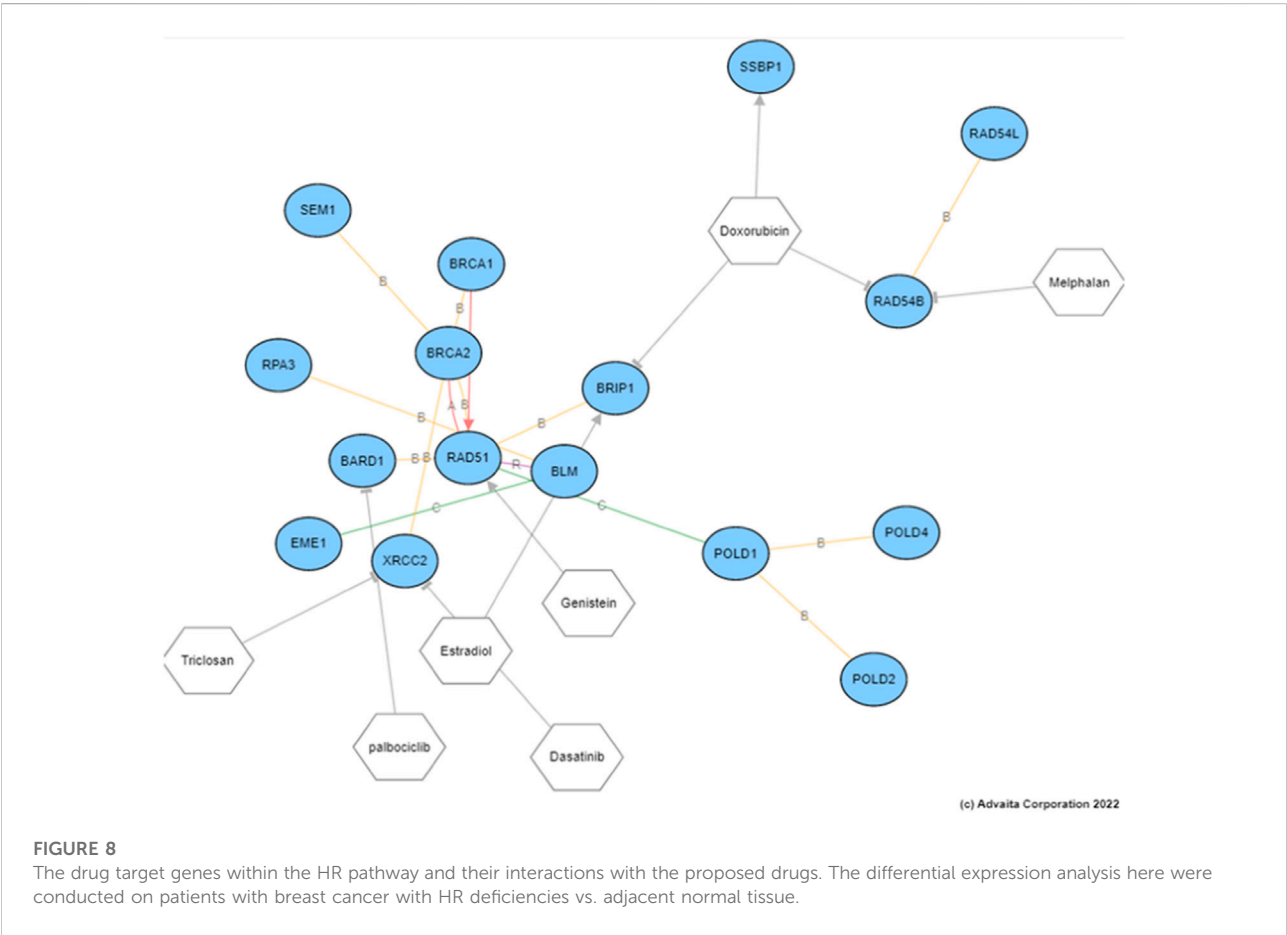 SSBP1
RAD54L
B
SEM1
Doxorubicin
BRCA1
B
Melphalan
RAD54B
B
BRCA2
RPA3
BRIP1
A B
B
B
BARD1
B B
RAD51
R
BLM
C
C
EME1
XRCC2
POLD1
B
POLD4
Genistein
B
Triclosan
Estradiol
POLD2
palbociclib
Dasatinib
(c) Advaita Corporation 2022
FIGURE 8
The drug target genes within the HR pathway and their interactions with the proposed drugs. The differential expression analysis here were
conducted on patients with breast cancer with HR deficiencies vs. adjacent normal tissue.